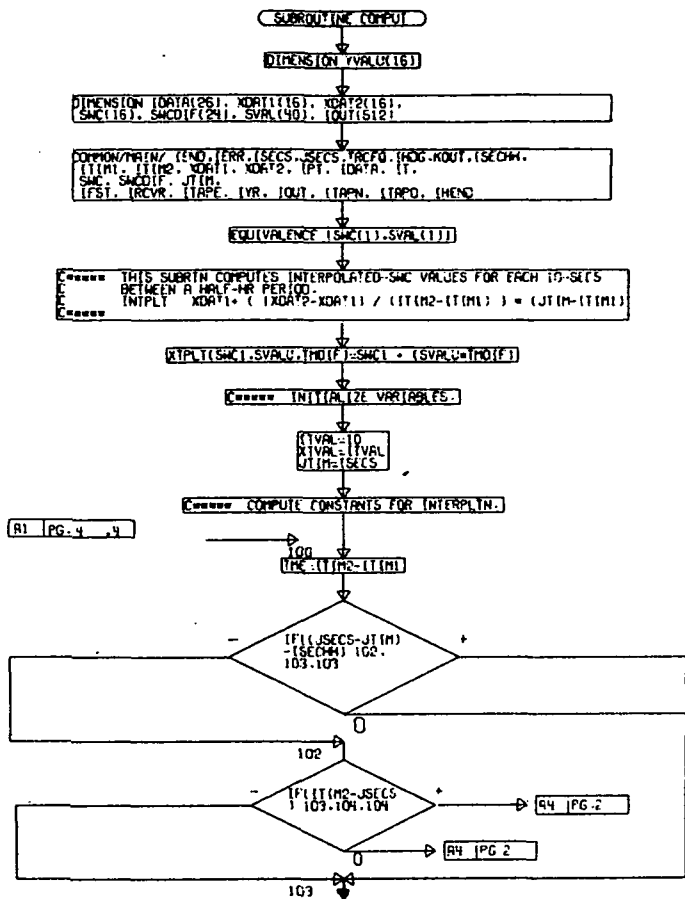 SUBROUTINE COMPUT
DIMENSION YVALU(16)
DIMENSION IDATA(26), XDAT1(16), XDAT2(16),
SWC(16), SWCDIF(24), SVAL(40), IOUT(512)
COMMON/MAIN/ IEND,IERR,ISECS,JSECS,IRCFQ,IHDG,KOUT,ISECHH,
ITIM1, ITIM2, XDAT1, XDAT2, IPT, IDATA, IT,
SWC, SWCDIF, JTIM,
IFST, IRCVR, ITAPE, IYR, IOUT, ITAPN, ITAPO, IHEND
EQUIVALENCE (SWC(1),SVAL(1))
C***** THIS SUBRTN COMPUTES INTERPOLATED-SWC VALUES FOR EACH 10-SECS
C BETWEEN A HALF-HR PERIOD.
C INTPLT XDAT1+ ( (XDAT2-XDAT1) / (ITIM2-ITIM1) ) * (JTIM-ITIM1)
C*****
XTPLT(SWC1,SVALU,TMDIF)=SWC1 + (SVALU*TMDIF)
C***** INITIALIZE VARIABLES.
ITVAL=10
XTVAL=ITVAL
JTIM=ISECS
C***** COMPUTE CONSTANTS FOR INTERPLTN.
A1 PG. 4 .4
100
TME=ITIM2-ITIM1
- +
IF((JSECS-JTIM)
-ISECHH) 102,
103,103
0
102
- +
IF(ITIM2-JSECS
) 103,104,104
A4 PG.2
0
A4 PG 2
103